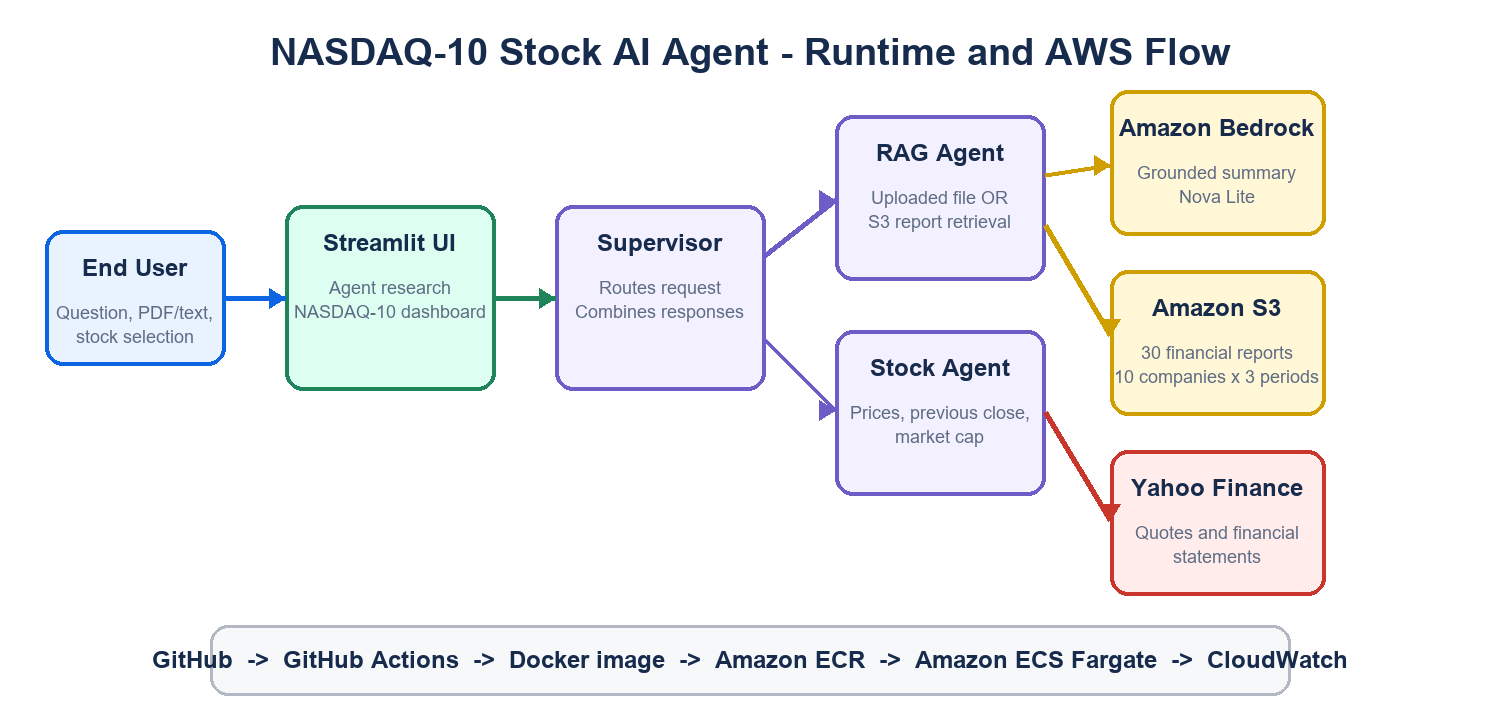 NASDAQ-10 Stock AI Agent - Runtime and AWS Flow
End User
Question, PDF/text,
stock selection
Streamlit UI
Agent research
NASDAQ-10 dashboard
Supervisor
Routes request
Combines responses
RAG Agent
Uploaded file OR
S3 report retrieval
Stock Agent
Prices, previous close,
market cap
Amazon Bedrock
Grounded summary
Nova Lite
Amazon S3
30 financial reports
10 companies x 3 periods
Yahoo Finance
Quotes and financial
statements
GitHub -> GitHub Actions -> Docker image -> Amazon ECR -> Amazon ECS Fargate -> CloudWatch